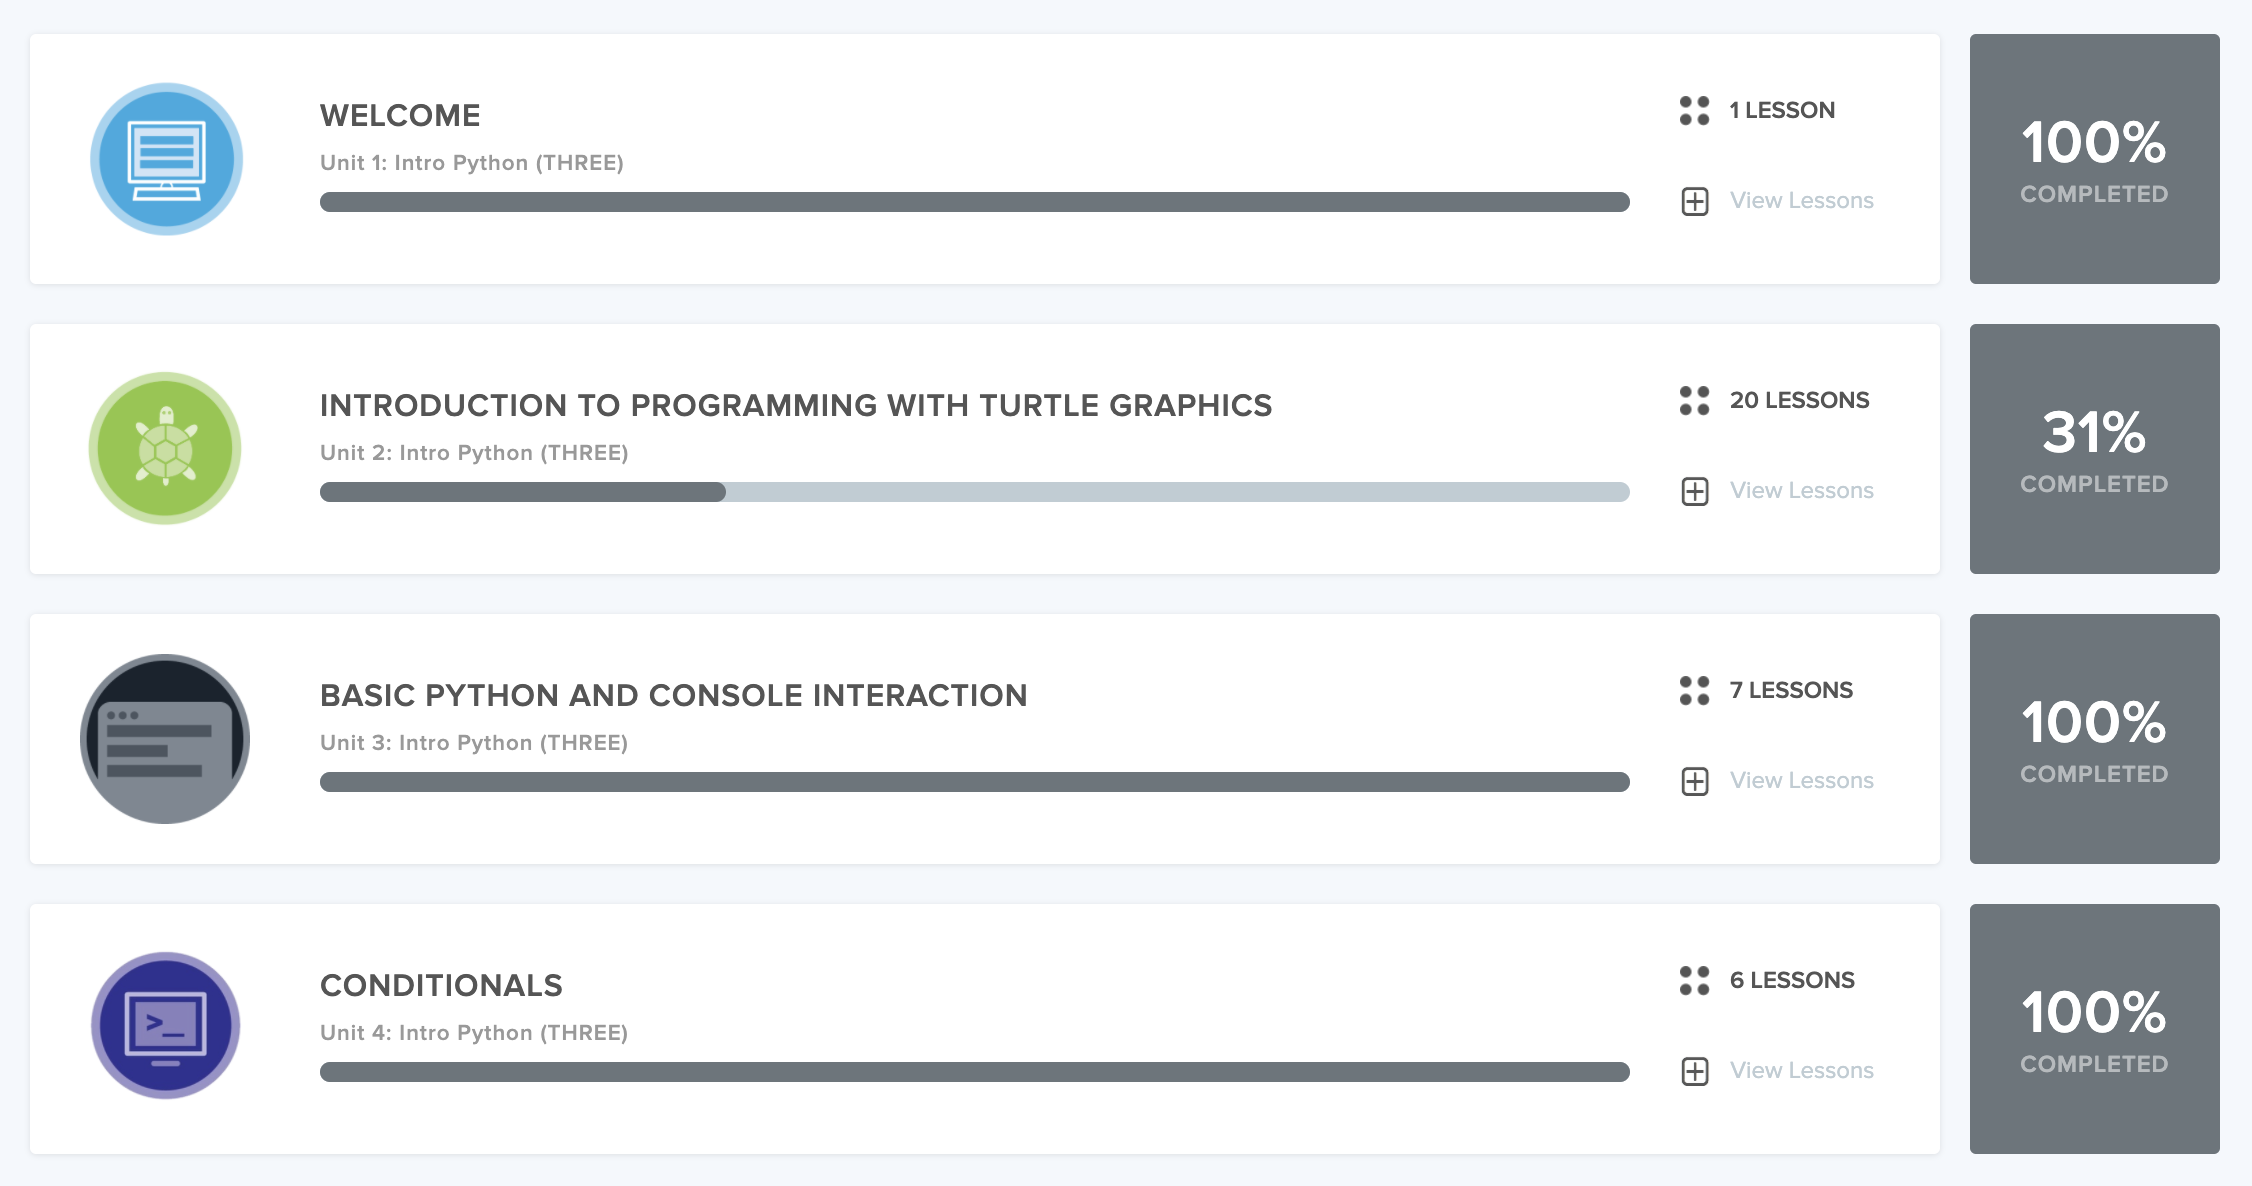 WELCOME
Unit 1: Intro Python (THREE)
1 LESSON
View Lessons
100%
COMPLETED
INTRODUCTION TO PROGRAMMING WITH TURTLE GRAPHICS
Unit 2: Intro Python (THREE)
20 LESSONS
View Lessons
31%
COMPLETED
BASIC PYTHON AND CONSOLE INTERACTION
Unit 3: Intro Python (THREE)
7 LESSONS
View Lessons
100%
COMPLETED
>_
CONDITIONALS
Unit 4: Intro Python (THREE)
6 LESSONS
View Lessons
100%
COMPLETED